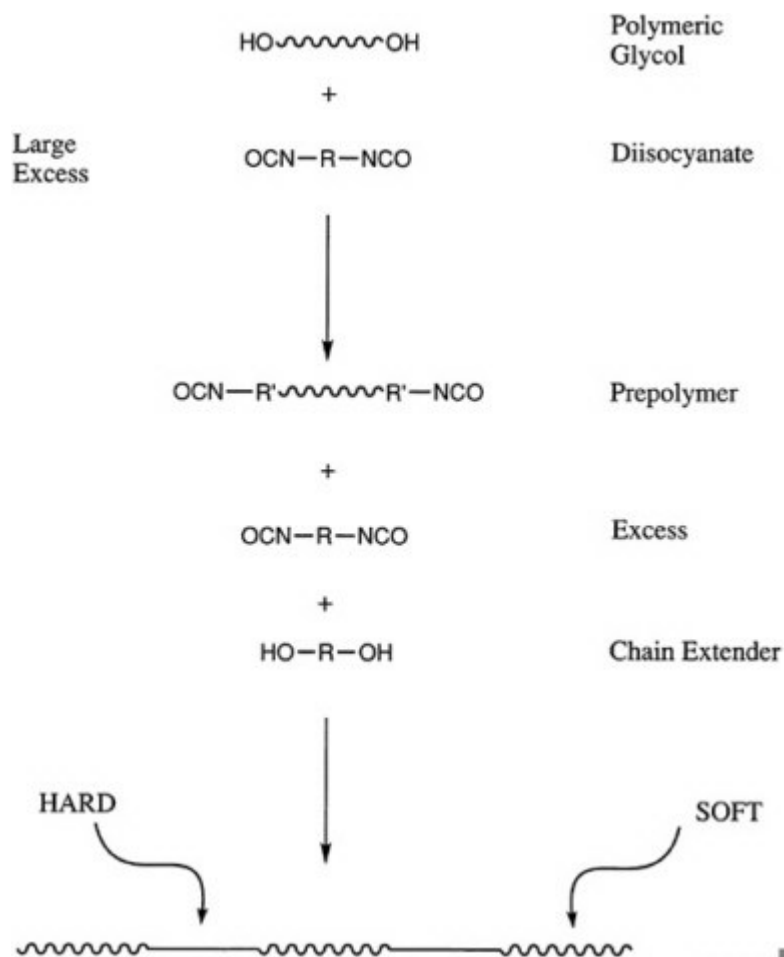 HO OH
Polymeric
Glycol
+
Large
Excess
OCN—R—NCO
Diisocyanate
OCN—R' R'—NCO
Prepolymer
+
OCN—R—NCO
Excess
+
HO—R—OH
Chain Extender
HARD
SOFT